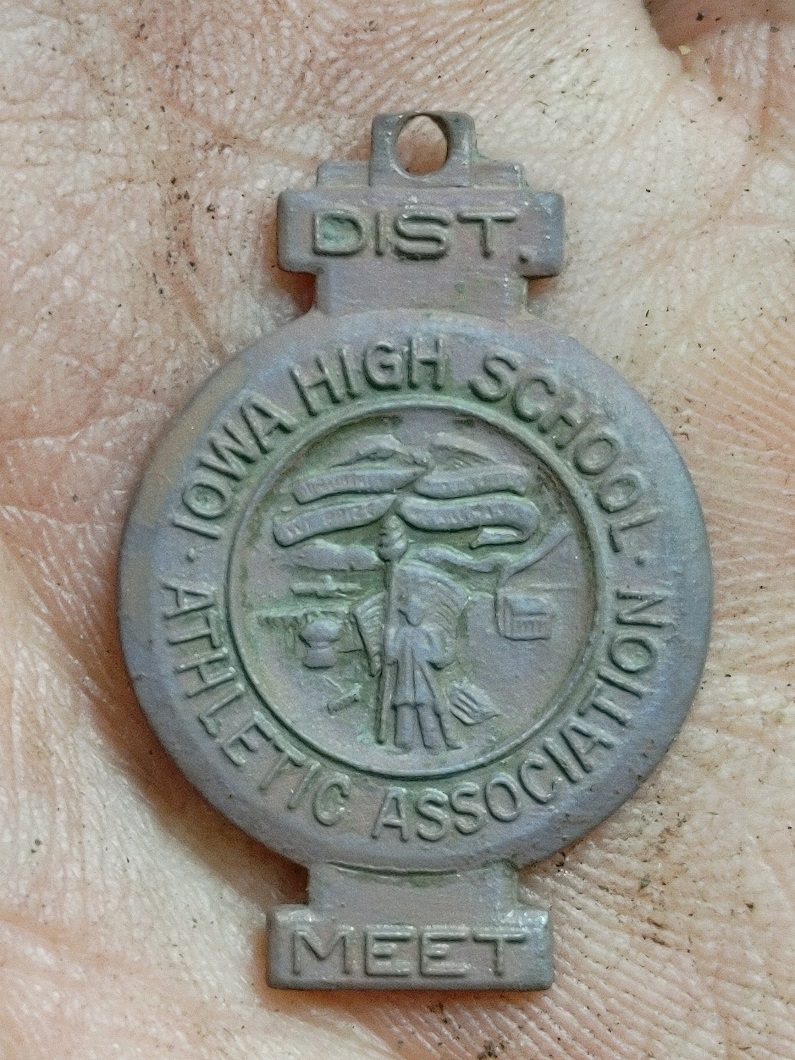 DIST.
· IOWA HIGH SCHOOL ·
ATHLETIC ASSOCIATION
MEET